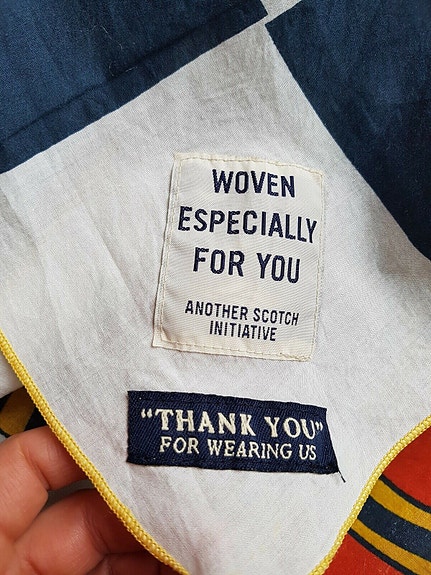 WOVEN
ESPECIALLY
FOR YOU
ANOTHER SCOTCH
INITIATIVE
“THANK YOU”
FOR WEARING US